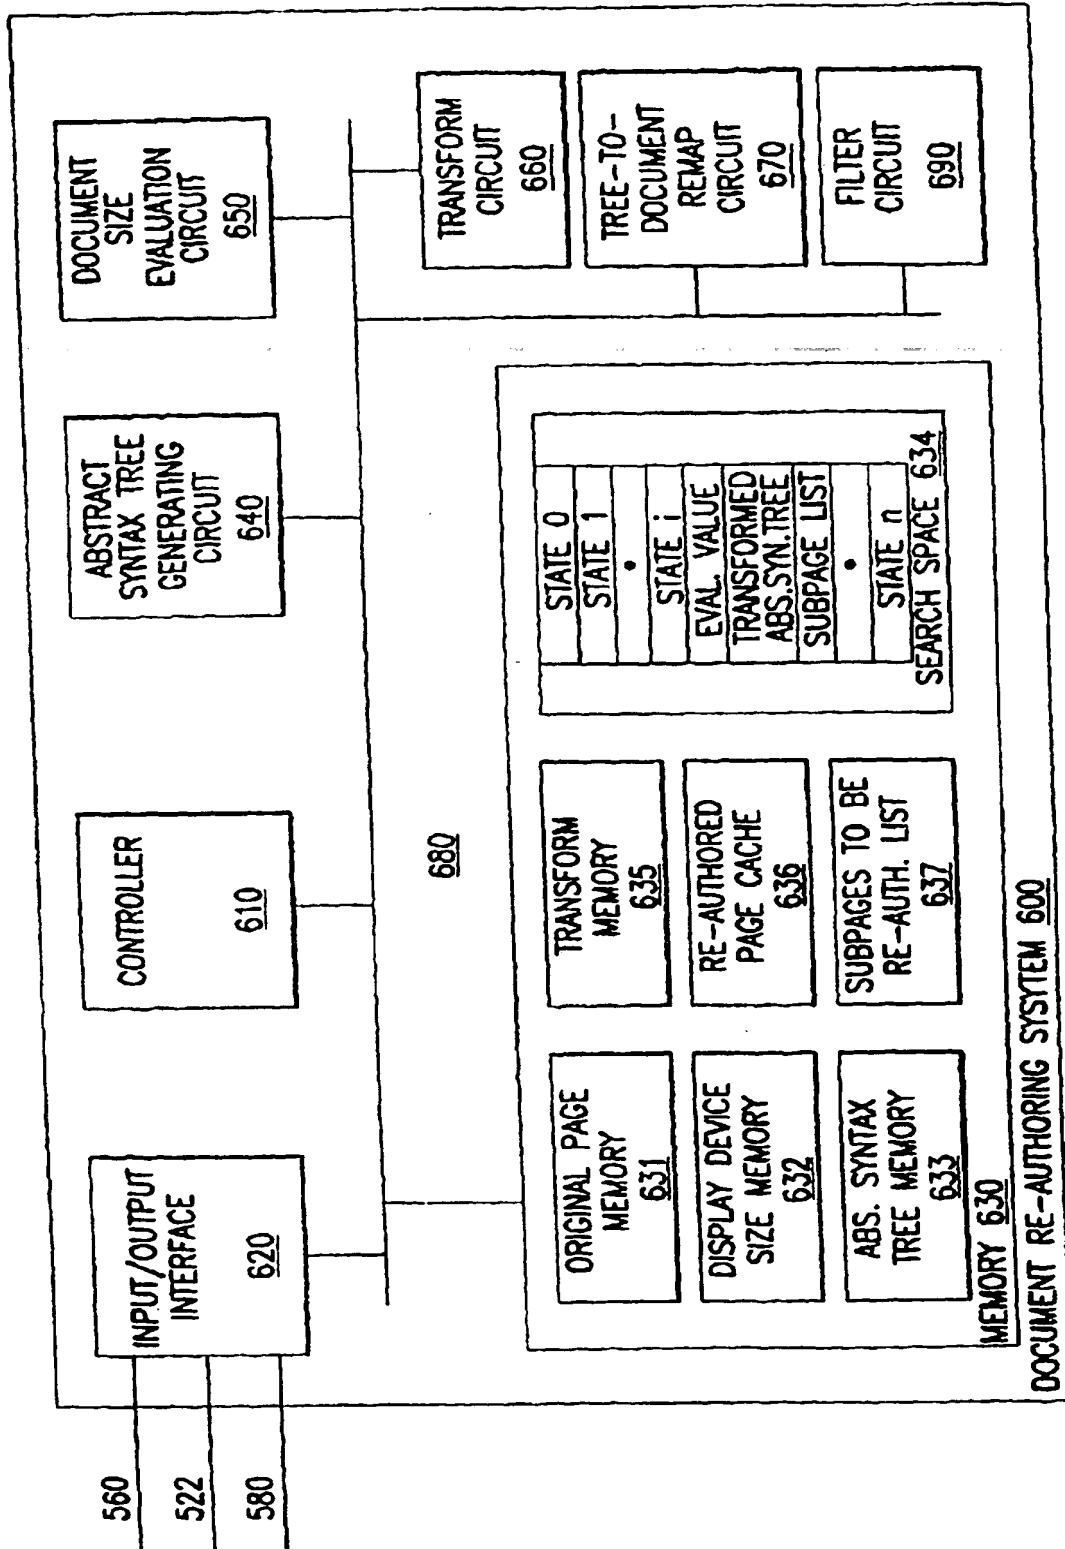 560
522
580
INPUT/OUTPUT
INTERFACE
620
CONTROLLER
610
ABSTRACT
SYNTAX TREE
GENERATING
CIRCUIT
640
DOCUMENT
SIZE
EVALUATION
CIRCUIT
650
680
TRANSFORM
CIRCUIT
660
TREE-TO-
DOCUMENT
REMAP
CIRCUIT
670
FILTER
CIRCUIT
690
ORIGINAL PAGE
MEMORY
631
DISPLAY DEVICE
SIZE MEMORY
632
ABS. SYNTAX
TREE MEMORY
633
TRANSFORM
MEMORY
635
RE-AUTHORED
PAGE CACHE
636
SUBPAGES TO BE
RE-AUTH. LIST
637
STATE 0
STATE 1
•
STATE i
EVAL. VALUE
TRANSFORMED
ABS.SYN.TREE
SUBPAGE LIST
•
STATE n
SEARCH SPACE 634
MEMORY 630
DOCUMENT RE-AUTHORING SYSYTEM 600